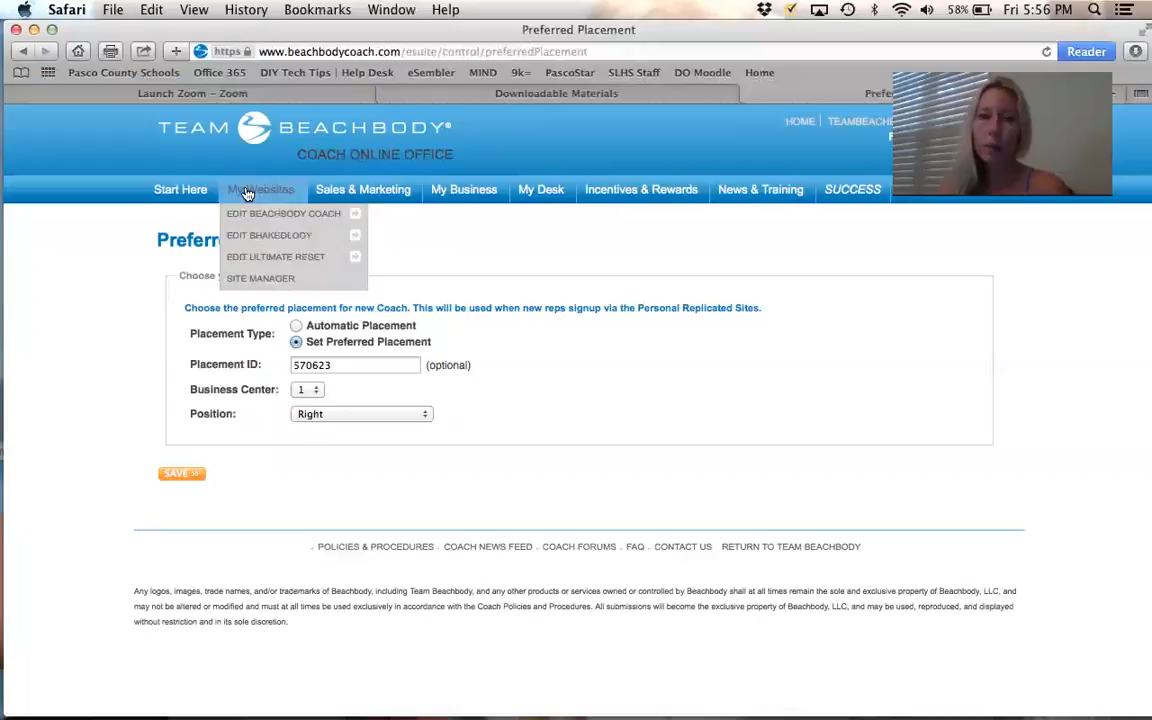 Safari File Edit View History Bookmarks Window Help 58% Fri 5:56 PM
Preferred Placement
https www.beachbodycoach.com/esuite/control/preferredPlacement Reader
Pasco County Schools Office 365 DIY Tech Tips | Help Desk eSembler MIND 9k= PascoStar SLHS Staff DO Moodle Home
Launch Zoom – Zoom Downloadable Materials Prefe
TEAM BEACHBODY® HOME TEAMBEACHB
COACH ONLINE OFFICE
Start Here My Websites Sales & Marketing My Business My Desk Incentives & Rewards News & Training SUCCESS
EDIT BEACHBODY COACH
EDIT SHAKEOLOGY
EDIT ULTIMATE RESET
SITE MANAGER
Preferr
Choose y
Choose the preferred placement for new Coach. This will be used when new reps signup via the Personal Replicated Sites.
Placement Type: Automatic Placement
Set Preferred Placement
Placement ID: 570623 (optional)
Business Center: 1
Position: Right
SAVE >>
POLICIES & PROCEDURES COACH NEWS FEED COACH FORUMS FAQ CONTACT US RETURN TO TEAM BEACHBODY
Any logos, images, trade names, and/or trademarks of Beachbody, including Team Beachbody, and any other products or services owned or controlled by Beachbody shall at all times remain the sole and exclusive property of Beachbody, LLC, and
may not be altered or modified and must at all times be used exclusively in accordance with the Coach Policies and Procedures. All submissions will become the exclusive property of Beachbody, LLC, and may be used, reproduced, and displayed
without restriction and in its sole discretion.